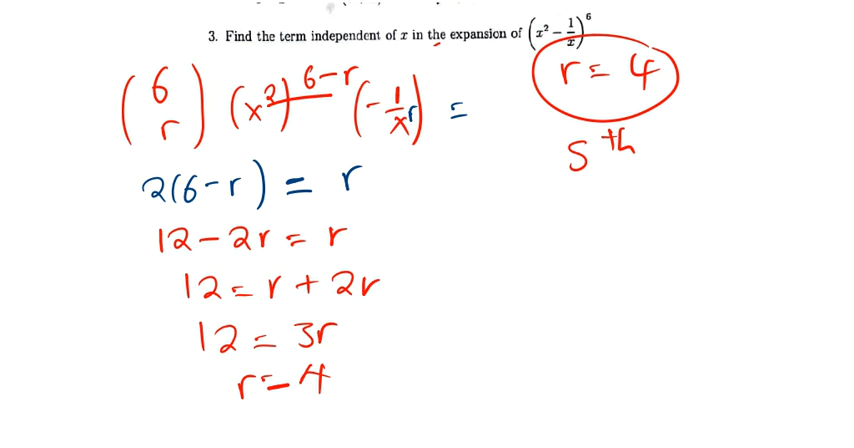 3. Find the term independent of x in the expansion of (x² − 1/x)⁶
(6 r) (x²)^(6−r) (−1/x^r) =
r = 4
5th
2(6−r) = r
12 − 2r = r
12 = r + 2r
12 = 3r
r = 4